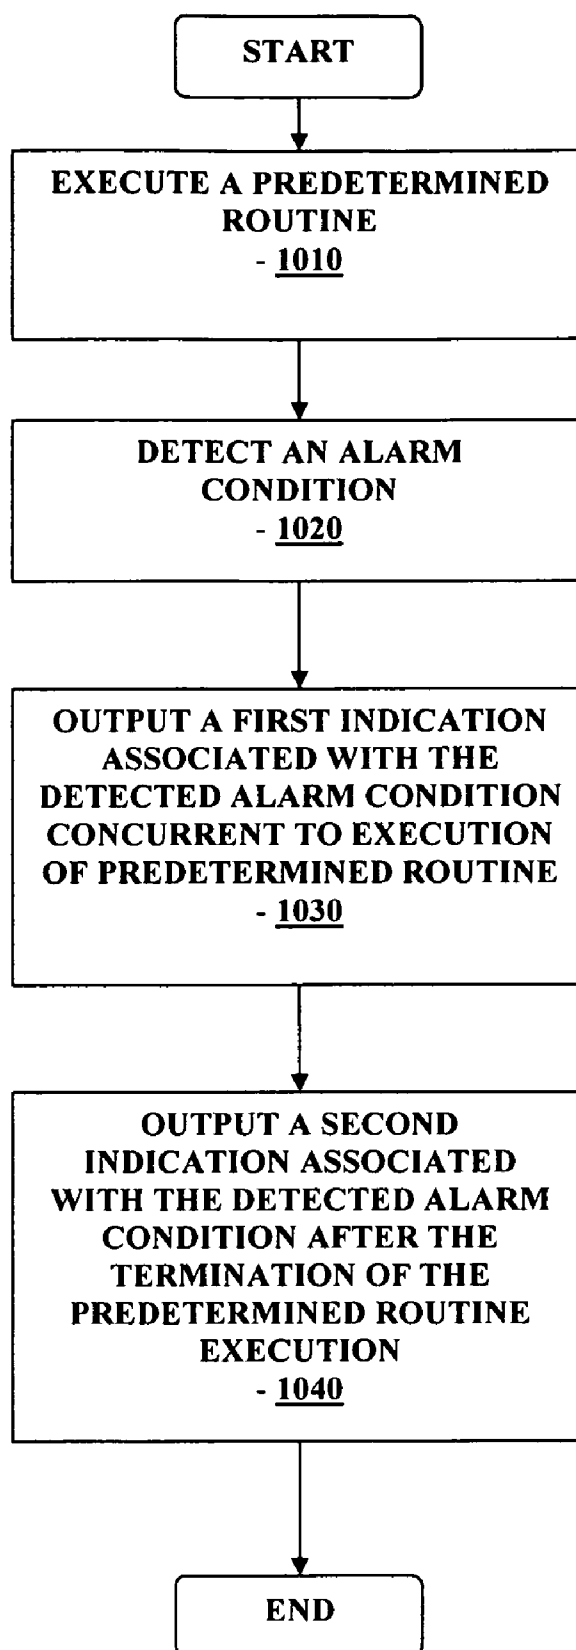 START
EXECUTE A PREDETERMINED
ROUTINE
- 1010
DETECT AN ALARM
CONDITION
- 1020
OUTPUT A FIRST INDICATION
ASSOCIATED WITH THE
DETECTED ALARM CONDITION
CONCURRENT TO EXECUTION
OF PREDETERMINED ROUTINE
- 1030
OUTPUT A SECOND
INDICATION ASSOCIATED
WITH THE DETECTED ALARM
CONDITION AFTER THE
TERMINATION OF THE
PREDETERMINED ROUTINE
EXECUTION
- 1040
END